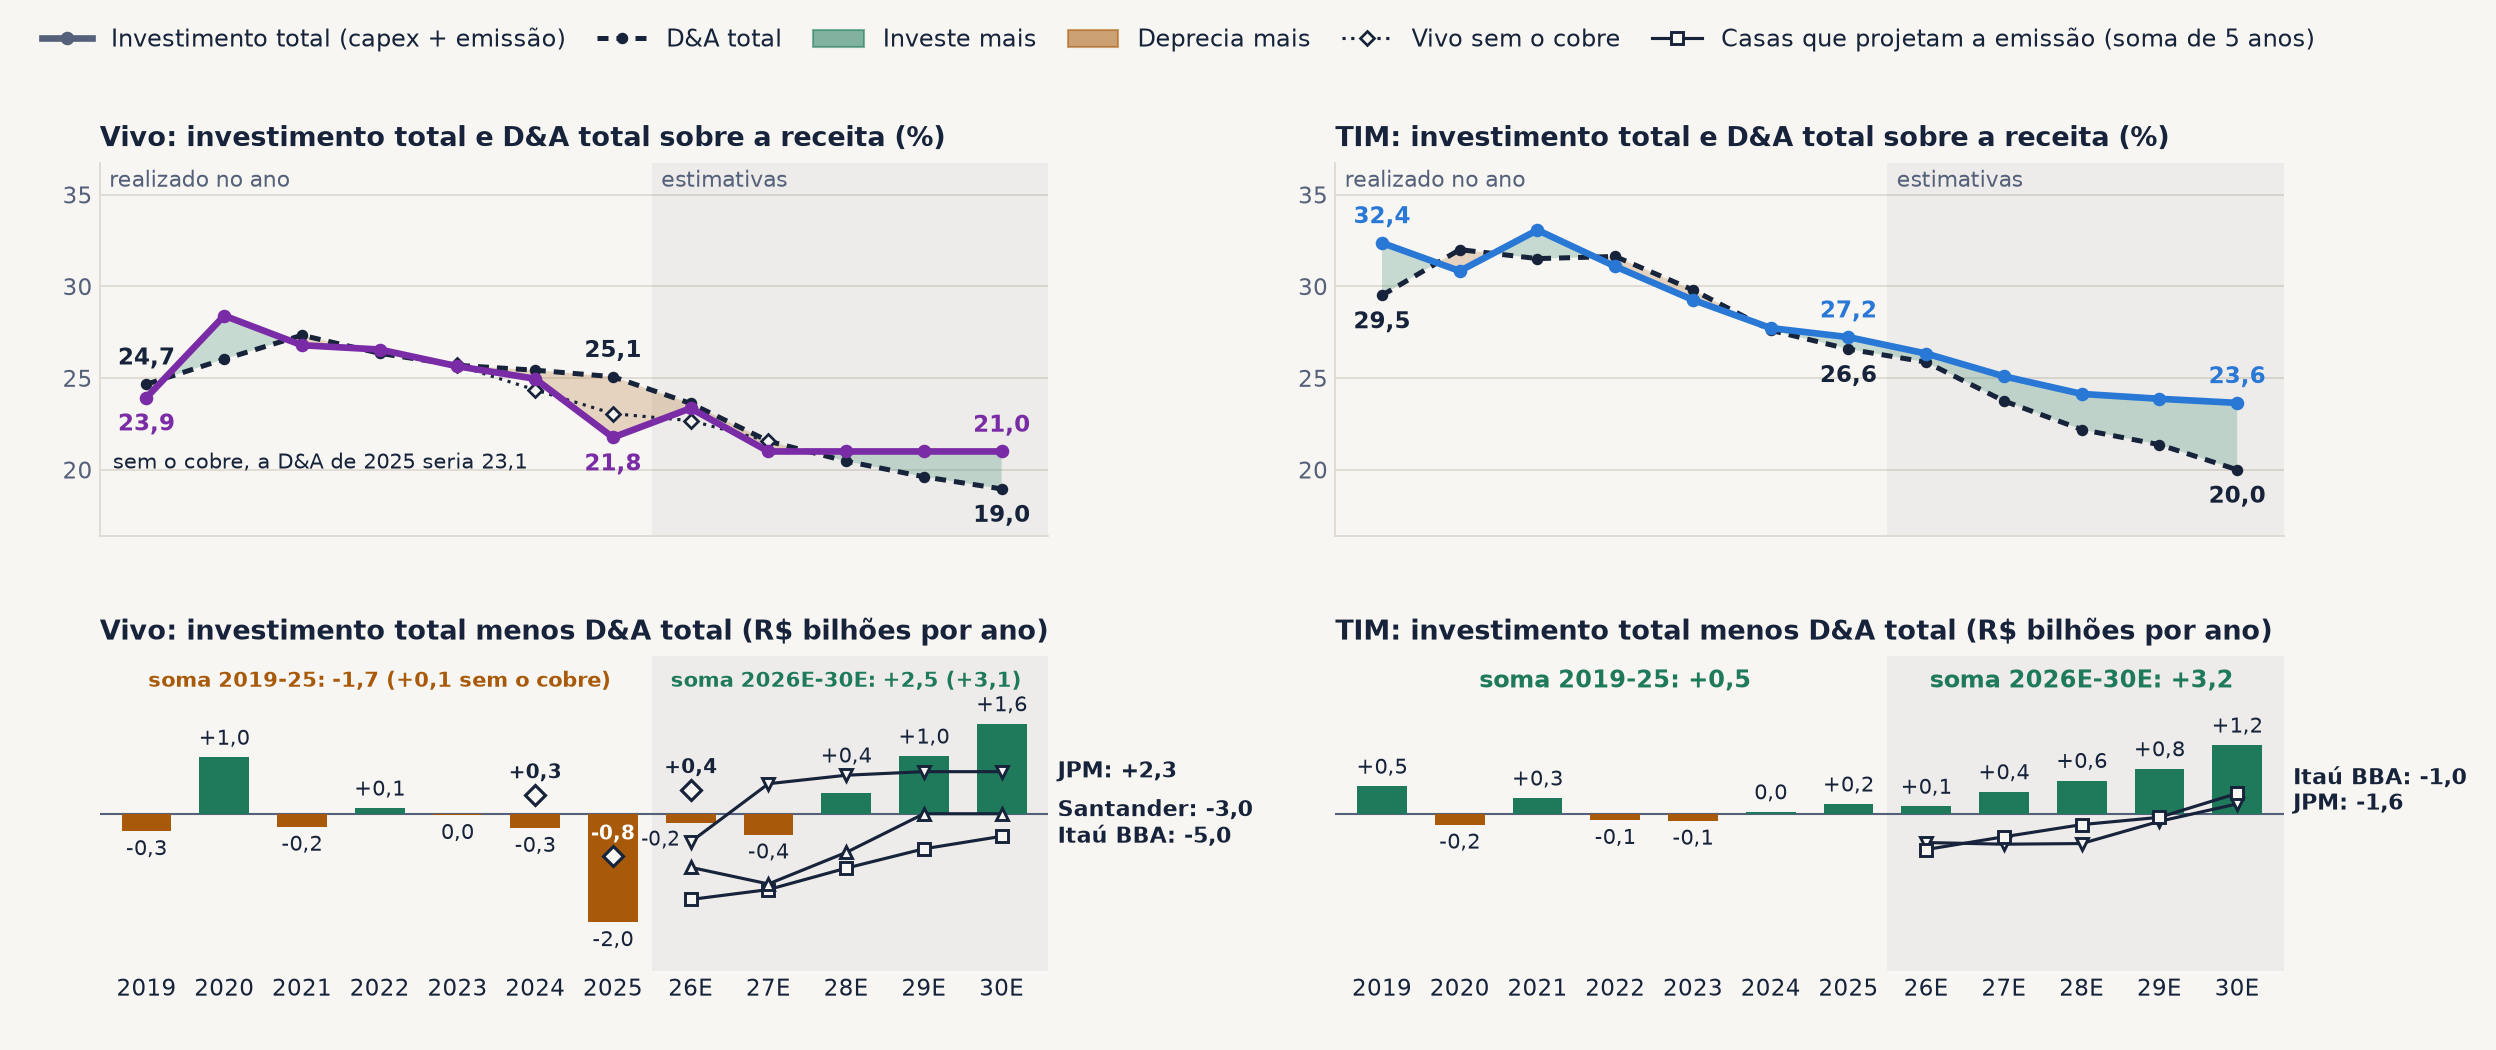 Investimento total (capex + emissão) D&A total Investe mais Deprecia mais Vivo sem o cobre Casas que projetam a emissão (soma de 5 anos)
Vivo: investimento total e D&A total sobre a receita (%)
realizado no ano estimativas
35
30
25
20
24,7
23,9
25,1
21,8
21,0
19,0
sem o cobre, a D&A de 2025 seria 23,1
TIM: investimento total e D&A total sobre a receita (%)
realizado no ano estimativas
35
30
25
20
32,4
29,5
27,2
26,6
23,6
20,0
Vivo: investimento total menos D&A total (R$ bilhões por ano)
soma 2019-25: -1,7 (+0,1 sem o cobre) soma 2026E-30E: +2,5 (+3,1)
-0,3
+1,0
-0,2
+0,1
0,0
+0,3
-0,3
-0,8
-2,0
+0,4
-0,2
-0,4
+0,4
+1,0
+1,6
JPM: +2,3
Santander: -3,0
Itaú BBA: -5,0
2019 2020 2021 2022 2023 2024 2025 26E 27E 28E 29E 30E
TIM: investimento total menos D&A total (R$ bilhões por ano)
soma 2019-25: +0,5 soma 2026E-30E: +3,2
+0,5
-0,2
+0,3
-0,1
-0,1
0,0
+0,2
+0,1
+0,4
+0,6
+0,8
+1,2
Itaú BBA: -1,0
JPM: -1,6
2019 2020 2021 2022 2023 2024 2025 26E 27E 28E 29E 30E